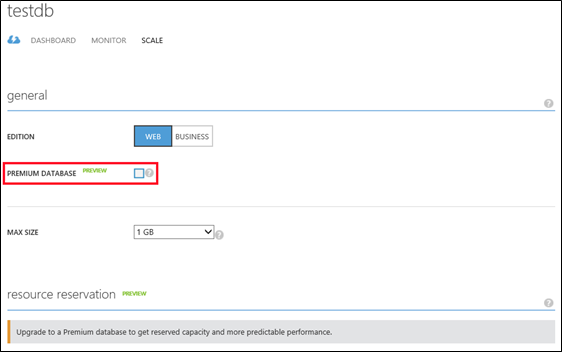 testdb
DASHBOARD MONITOR SCALE
general
?
EDITION WEB BUSINESS
PREMIUM DATABASE PREVIEW ?
MAX SIZE 1 GB ?
resource reservation PREVIEW
?
Upgrade to a Premium database to get reserved capacity and more predictable performance.